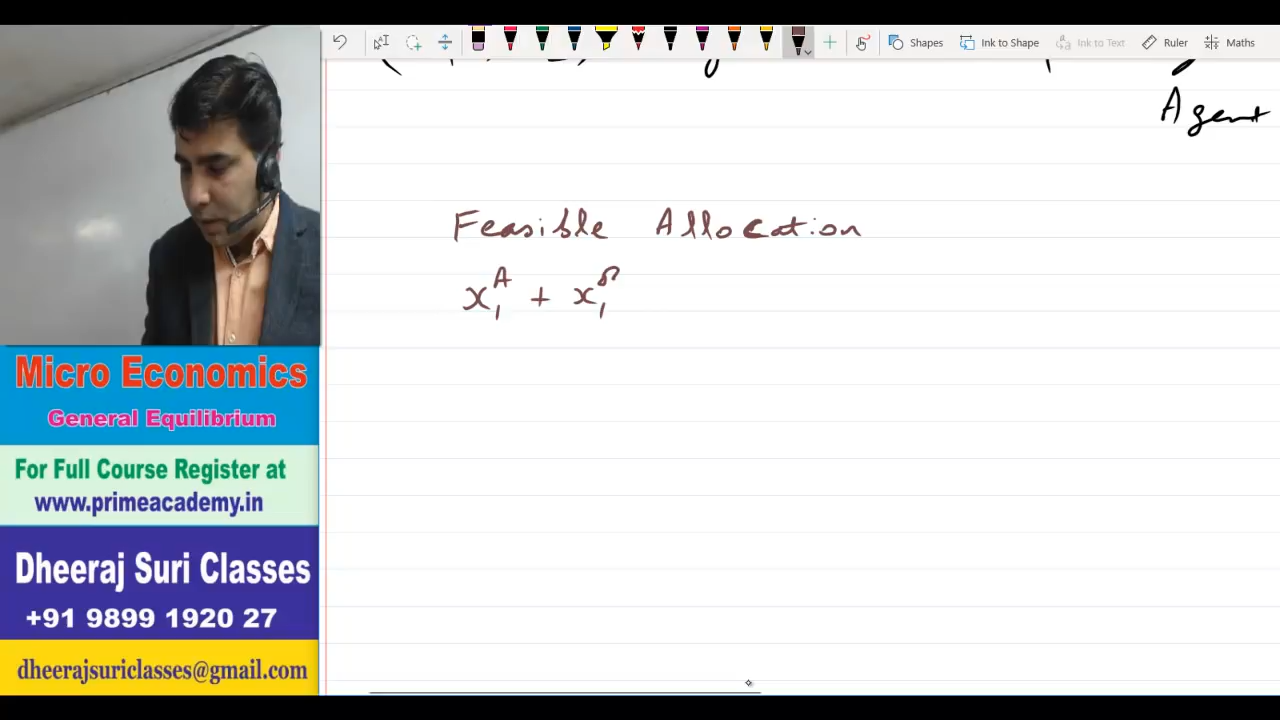 Shapes
Ink to Shape
Ink to Text
Ruler
Maths
Agent
Feasible Allocation
x₁ᴬ + x₁ᴮ
Micro Economics
General Equilibrium
For Full Course Register at
www.primeacademy.in
Dheeraj Suri Classes
+91 9899 1920 27
dheerajsuriclasses@gmail.com